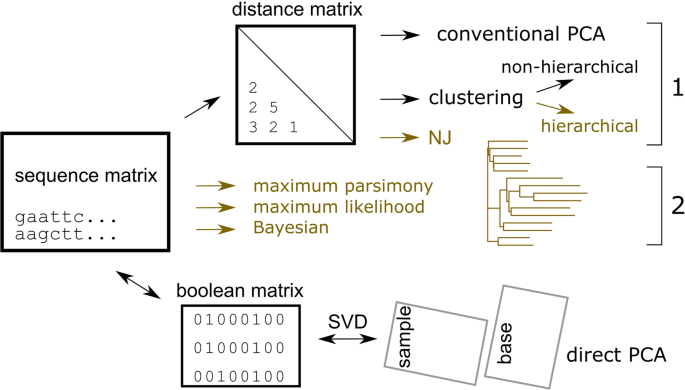 distance matrix
2
2 5
3 2 1
conventional PCA
non-hierarchical
clustering
hierarchical
NJ
1
sequence matrix
gaattc...
aagctt...
maximum parsimony
maximum likelihood
Bayesian
2
boolean matrix
01000100
01000100
00100100
SVD
sample
base
direct PCA